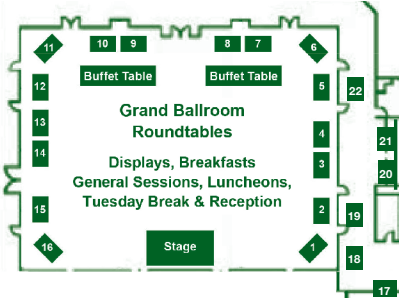 11
10 9
8 7
6
Buffet Table
Buffet Table
12
5
22
Grand Ballroom
Roundtables
13
4
21
14
3
20
Displays, Breakfasts
General Sessions, Luncheons,
Tuesday Break & Reception
15
2
19
16
Stage
1
18
17